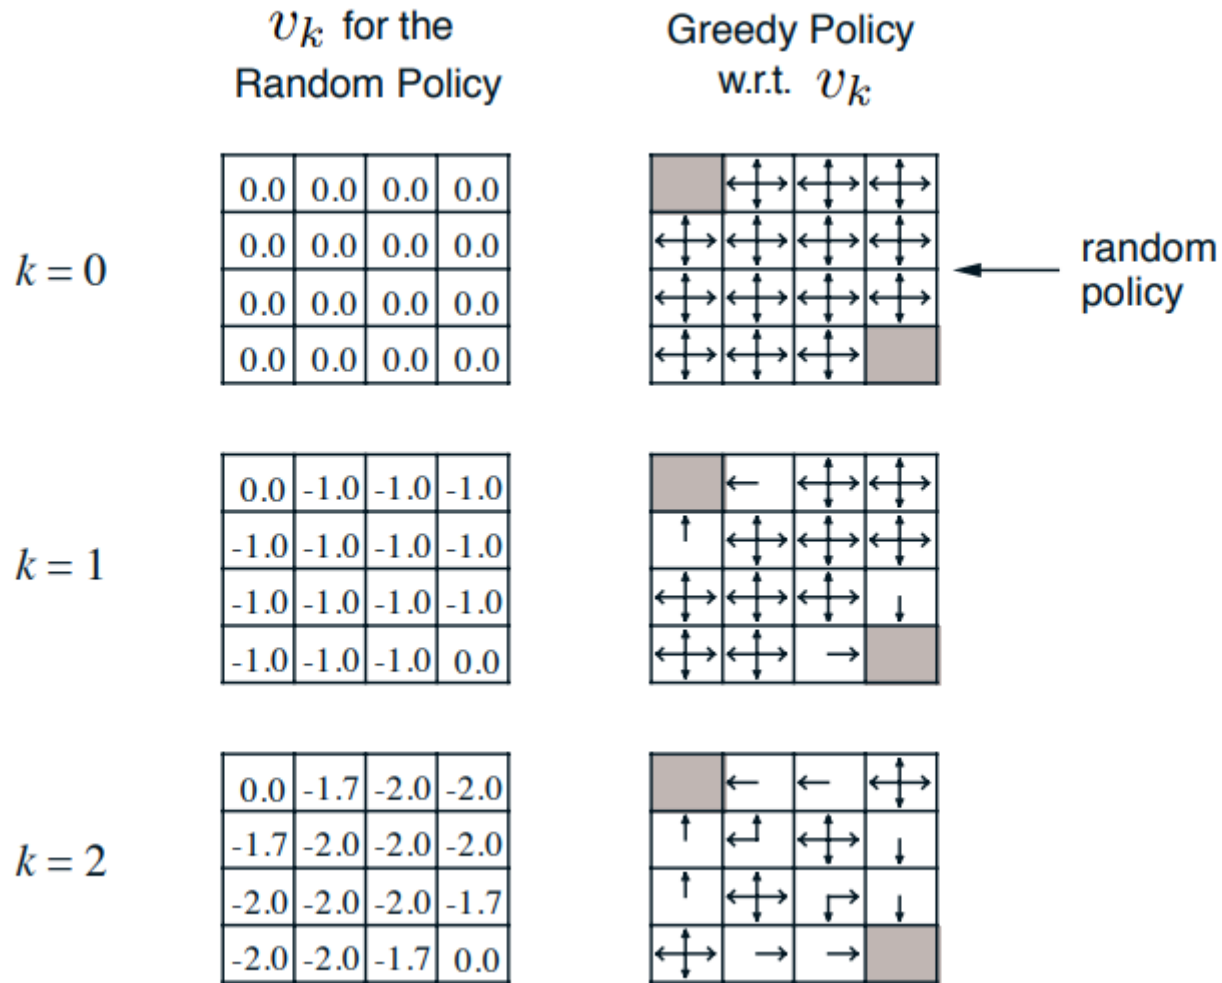 v_k for the
Random Policy
Greedy Policy
w.r.t. v_k
k = 0
0.0 0.0 0.0 0.0
0.0 0.0 0.0 0.0
0.0 0.0 0.0 0.0
0.0 0.0 0.0 0.0
random
policy
k = 1
0.0 -1.0 -1.0 -1.0
-1.0 -1.0 -1.0 -1.0
-1.0 -1.0 -1.0 -1.0
-1.0 -1.0 -1.0 0.0
k = 2
0.0 -1.7 -2.0 -2.0
-1.7 -2.0 -2.0 -2.0
-2.0 -2.0 -2.0 -1.7
-2.0 -2.0 -1.7 0.0